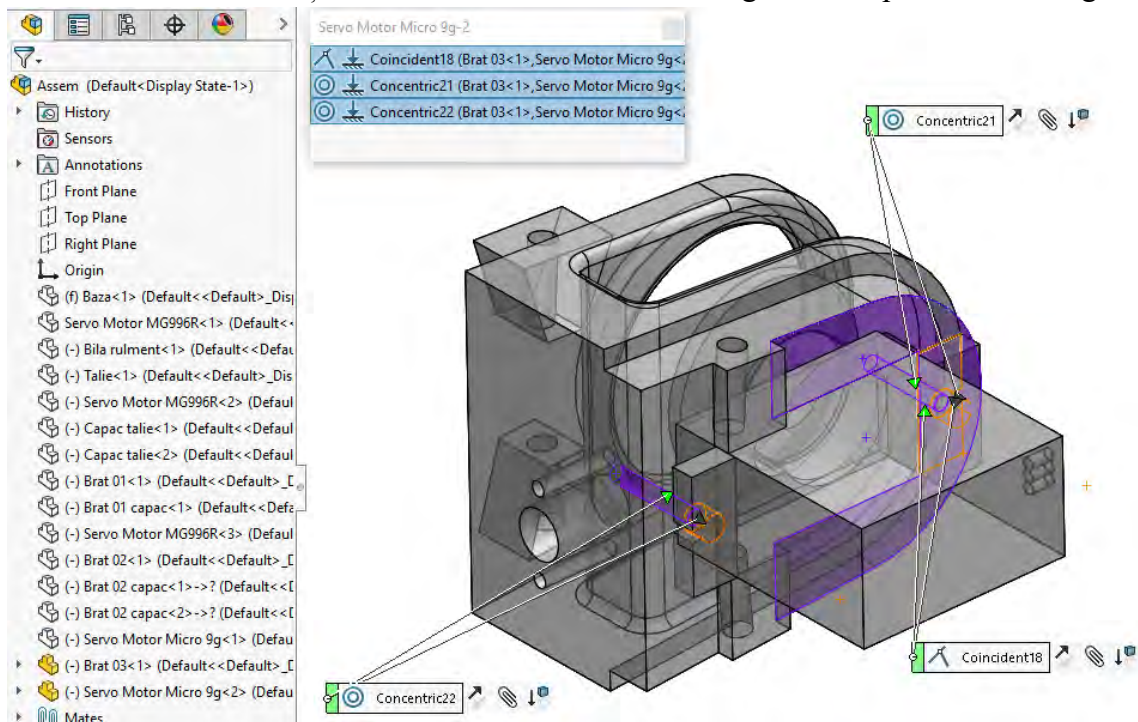 Servo Motor Micro 9g-2
Coincident18 (Brat 03<1>,Servo Motor Micro 9g<
Concentric21 (Brat 03<1>,Servo Motor Micro 9g<
Concentric22 (Brat 03<1>,Servo Motor Micro 9g<
Assem (Default<Display State-1>)
History
Sensors
Annotations
Front Plane
Top Plane
Right Plane
Origin
(f) Baza<1> (Default<<Default>_Disp
Servo Motor MG996R<1> (Default<<
(-) Bila rulment<1> (Default<<Defau
(-) Talie<1> (Default<<Default>_Dis
(-) Servo Motor MG996R<2> (Defaul
(-) Capac talie<1> (Default<<Defaul
(-) Capac talie<2> (Default<<Defaul
(-) Brat 01<1> (Default<<Default>_D
(-) Brat 01 capac<1> (Default<<Defa
(-) Servo Motor MG996R<3> (Defaul
(-) Brat 02<1> (Default<<Default>_D
(-) Brat 02 capac<1>->? (Default<<D
(-) Brat 02 capac<2>->? (Default<<D
(-) Servo Motor Micro 9g<1> (Defau
(-) Brat 03<1> (Default<<Default>_D
(-) Servo Motor Micro 9g<2> (Defau
Mates
Concentric21
Coincident18
Concentric22